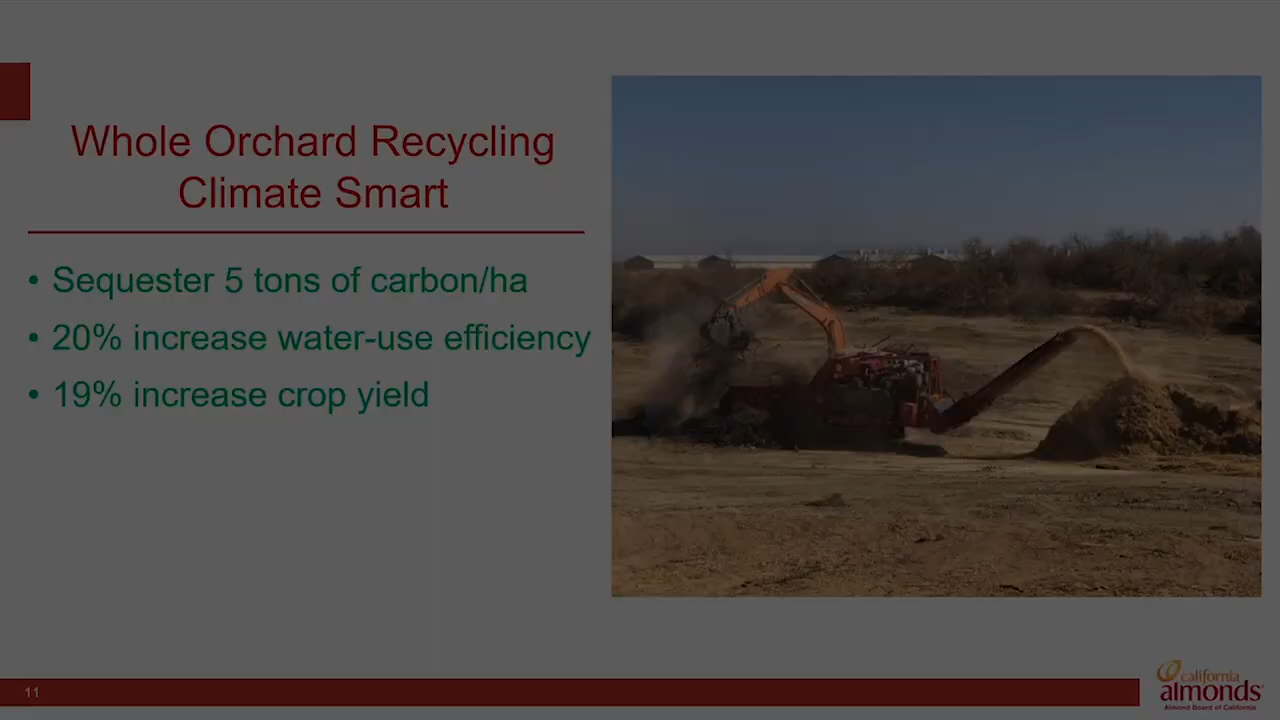 Whole Orchard Recycling
Climate Smart
• Sequester 5 tons of carbon/ha
• 20% increase water-use efficiency
• 19% increase crop yield
11
california
almonds
Almond Board of California